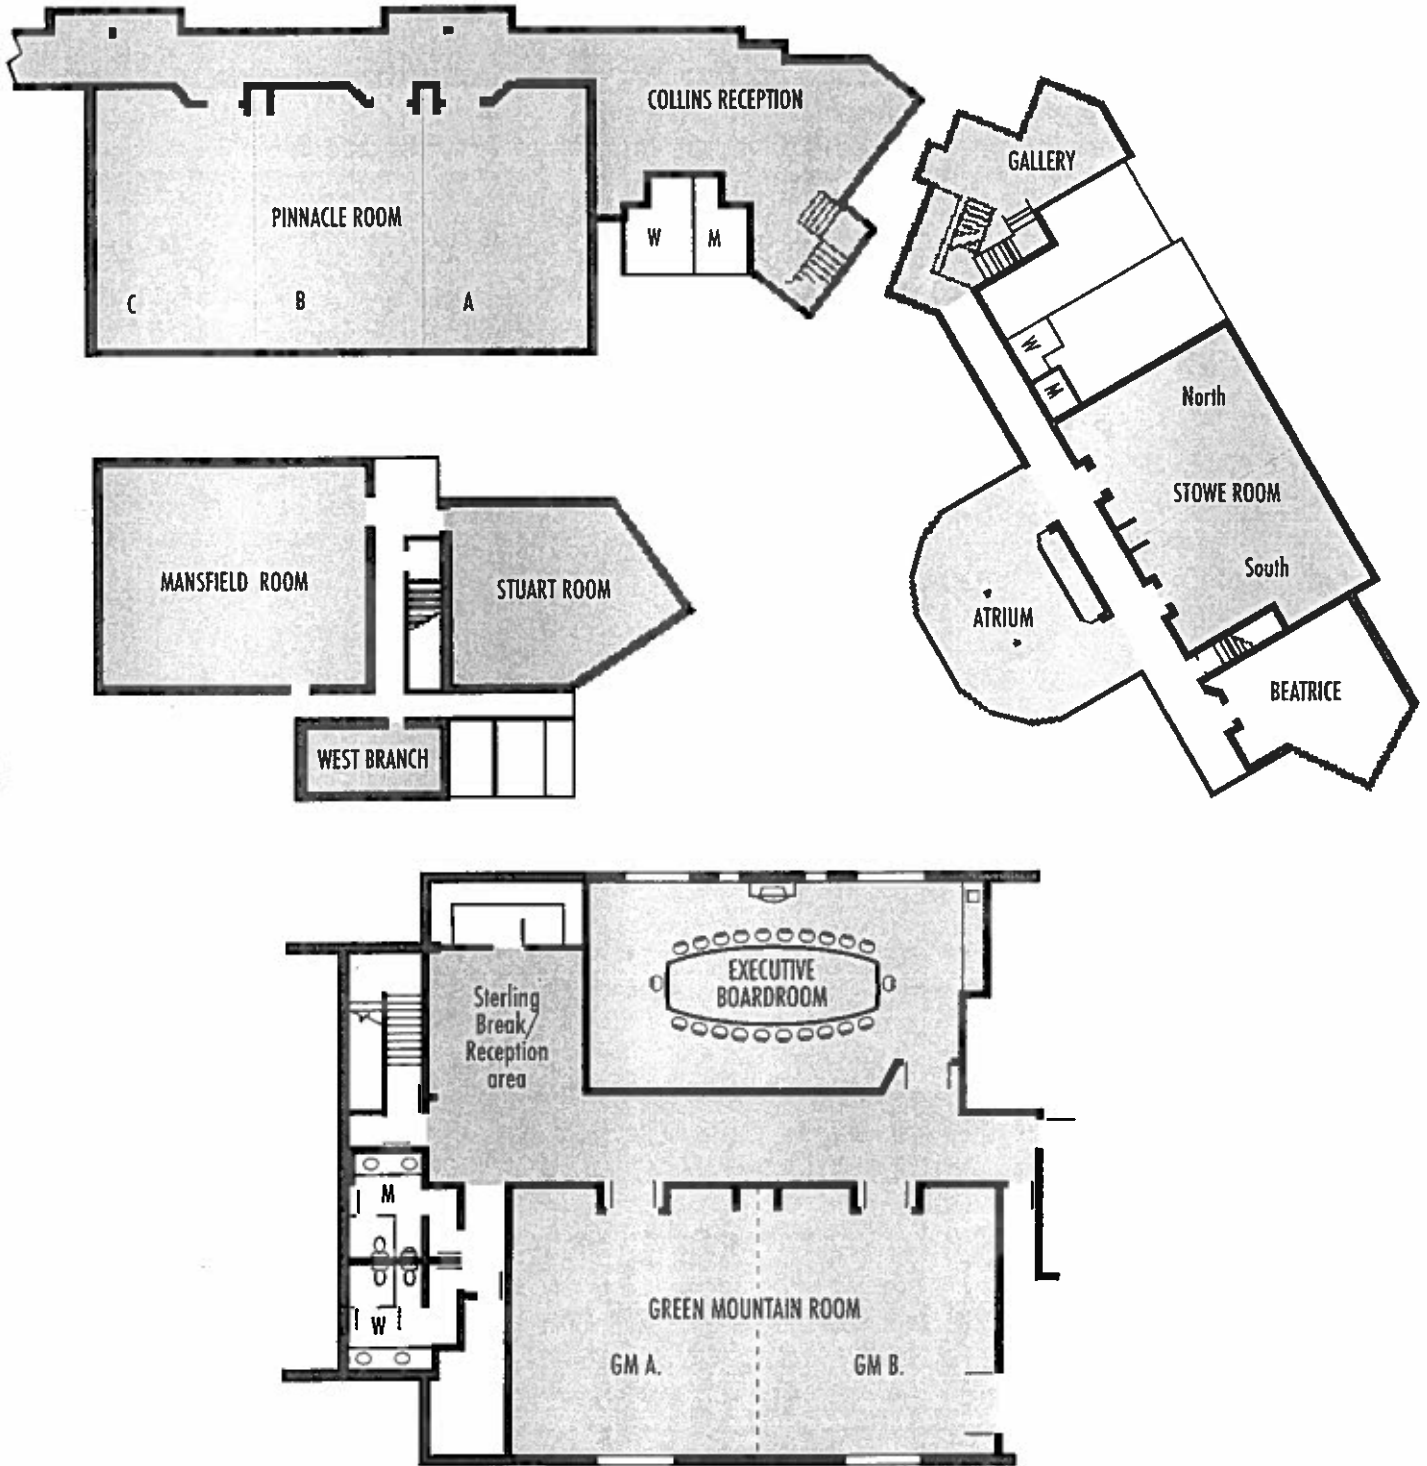 COLLINS RECEPTION
PINNACLE ROOM
W
M
C
B
A
GALLERY
W
M
North
STOWE ROOM
South
ATRIUM
BEATRICE
MANSFIELD ROOM
STUART ROOM
WEST BRANCH
EXECUTIVE
BOARDROOM
Sterling
Break/
Reception
area
M
W
GREEN MOUNTAIN ROOM
GM A.
GM B.